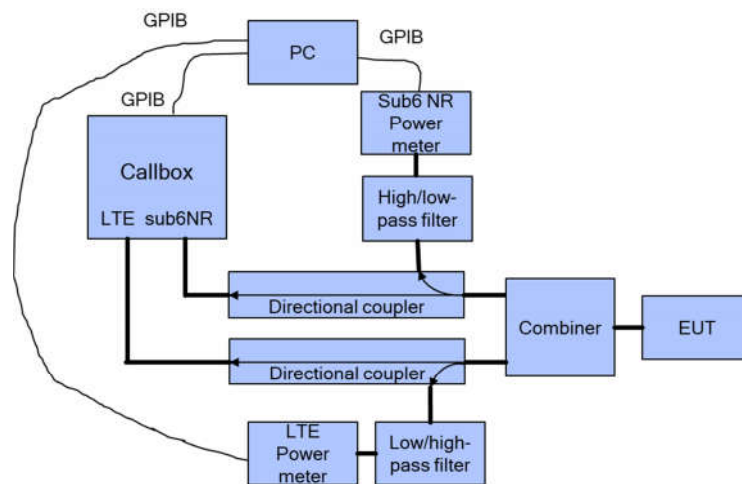 GPIB
PC
GPIB
GPIB
Sub6 NR
Power
meter
Callbox
LTE sub6NR
High/low-
pass filter
Directional coupler
Combiner
EUT
Directional coupler
LTE
Power
meter
Low/high-
pass filter